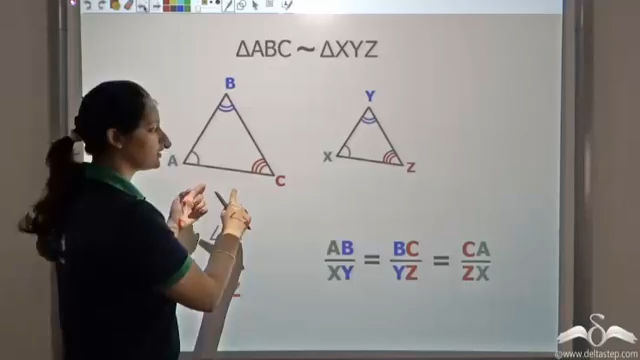 ΔABC ~ ΔXYZ
B
A
C
Y
X
Z
AB/XY = BC/YZ = CA/ZX
©www.deltastep.com